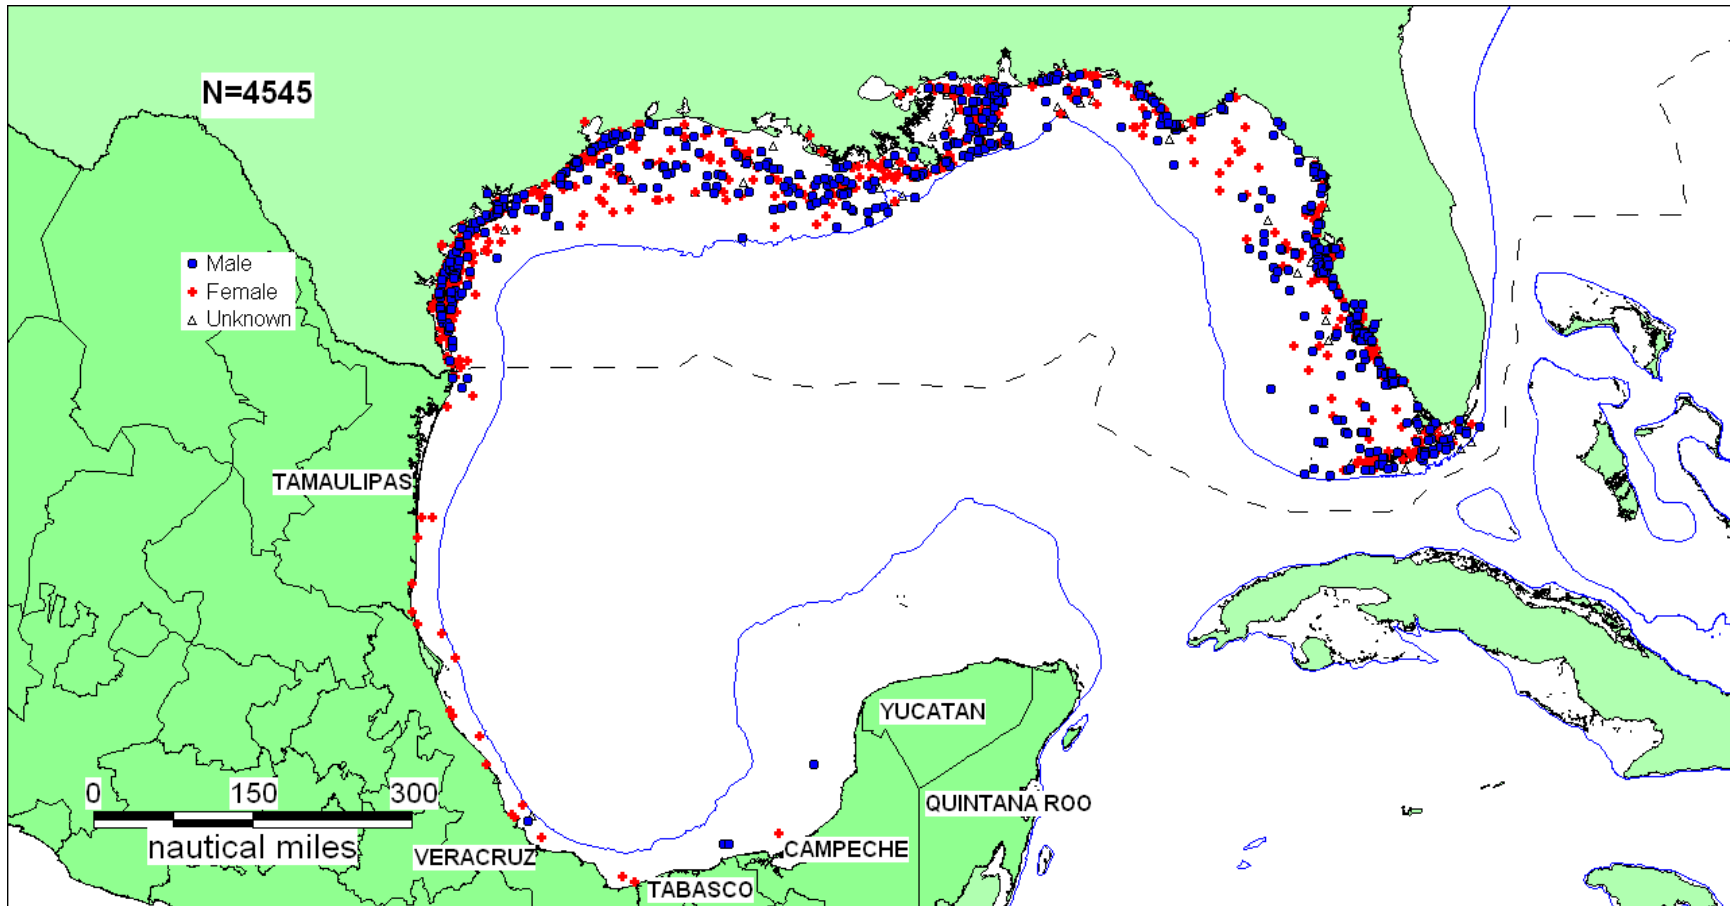 N=4545
Male
Female
Unknown
TAMAULIPAS
YUCATAN
0 150 300
nautical miles
QUINTANA ROO
VERACRUZ
CAMPECHE
TABASCO